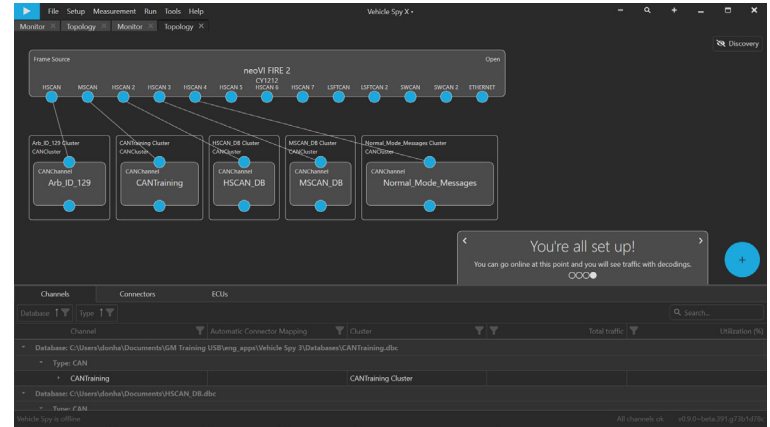 File Setup Measurement Run Tools Help
Vehicle Spy X •
Monitor × Topology × Monitor × Topology ×
Discovery
Frame Source
Open
neoVI FIRE 2
CY1212
HSCAN MSCAN HSCAN 2 HSCAN 3 HSCAN 4 HSCAN 5 HSCAN 6 HSCAN 7 LSFTCAN LSFTCAN 2 SWCAN SWCAN 2 ETHERNET
Arb_ID_129 Cluster
CANCluster
CANChannel
Arb_ID_129
CANTraining Cluster
CANCluster
CANChannel
CANTraining
HSCAN_DB Cluster
CANCluster
CANChannel
HSCAN_DB
MSCAN_DB Cluster
CANCluster
CANChannel
MSCAN_DB
Normal_Mode_Messages Cluster
CANCluster
CANChannel
Normal_Mode_Messages
You're all set up!
You can go online at this point and you will see traffic with decodings.
Channels Connectors ECUs
Database Type
Search...
Channel Automatic Connector Mapping Cluster Total traffic Utilization (%)
Database: C:\Users\donha\Documents\GM Training USB\eng_apps\Vehicle Spy 3\Databases\CANTraining.dbc
Type: CAN
CANTraining CANTraining Cluster
Database: C:\Users\donha\Documents\HSCAN_DB.dbc
Type: CAN
Vehicle Spy is offline
All channels ok